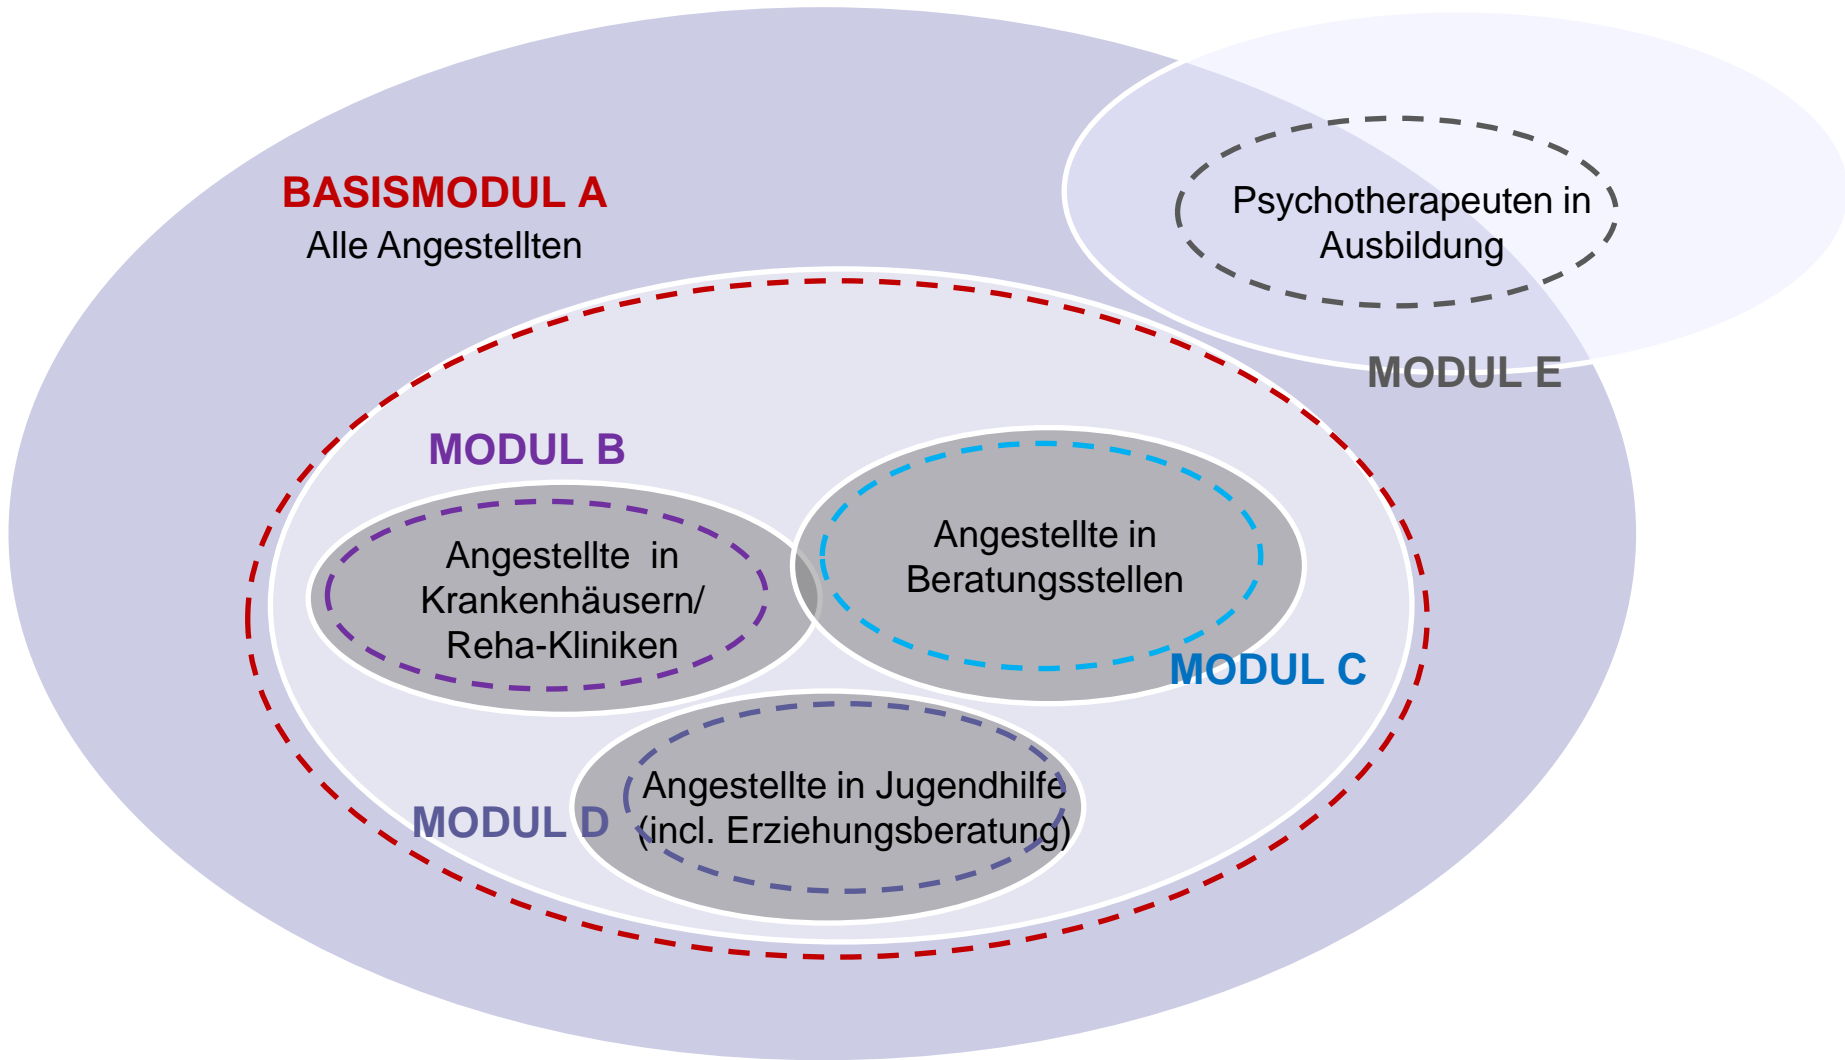 BASISMODUL A
Alle Angestellten
Psychotherapeuten in
Ausbildung
MODUL E
MODUL B
Angestellte in
Krankenhäusern/
Reha-Kliniken
Angestellte in
Beratungsstellen
MODUL C
Angestellte in Jugendhilfe
(incl. Erziehungsberatung)
MODUL D